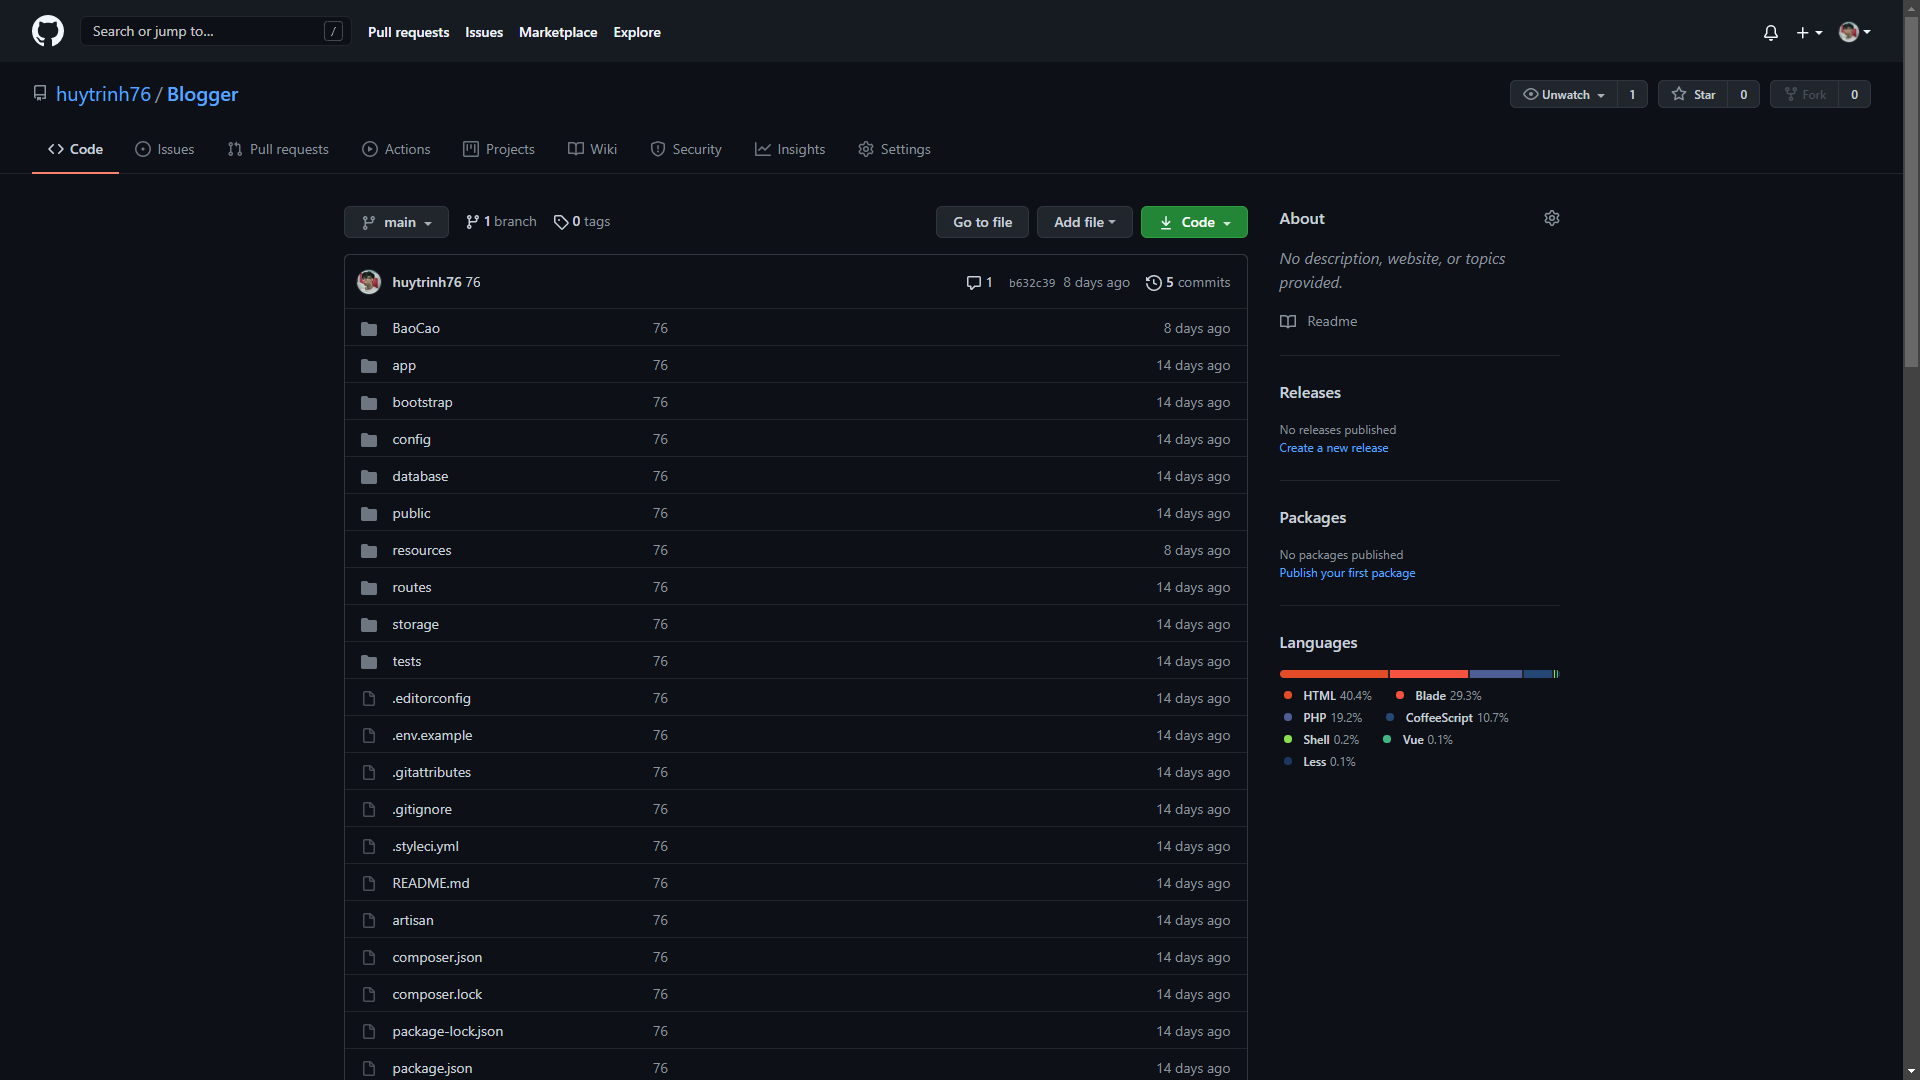 Search or jump to... /
Pull requests Issues Marketplace Explore
huytrinh76 / Blogger
Unwatch 1 Star 0 Fork 0
Code Issues Pull requests Actions Projects Wiki Security Insights Settings
main 1 branch 0 tags Go to file Add file Code
huytrinh76 76 1 b632c39 8 days ago 5 commits
BaoCao 76 8 days ago
app 76 14 days ago
bootstrap 76 14 days ago
config 76 14 days ago
database 76 14 days ago
public 76 14 days ago
resources 76 8 days ago
routes 76 14 days ago
storage 76 14 days ago
tests 76 14 days ago
.editorconfig 76 14 days ago
.env.example 76 14 days ago
.gitattributes 76 14 days ago
.gitignore 76 14 days ago
.styleci.yml 76 14 days ago
README.md 76 14 days ago
artisan 76 14 days ago
composer.json 76 14 days ago
composer.lock 76 14 days ago
package-lock.json 76 14 days ago
package.json 76 14 days ago
About
No description, website, or topics
provided.
Readme
Releases
No releases published
Create a new release
Packages
No packages published
Publish your first package
Languages
HTML 40.4% Blade 29.3%
PHP 19.2% CoffeeScript 10.7%
Shell 0.2% Vue 0.1%
Less 0.1%